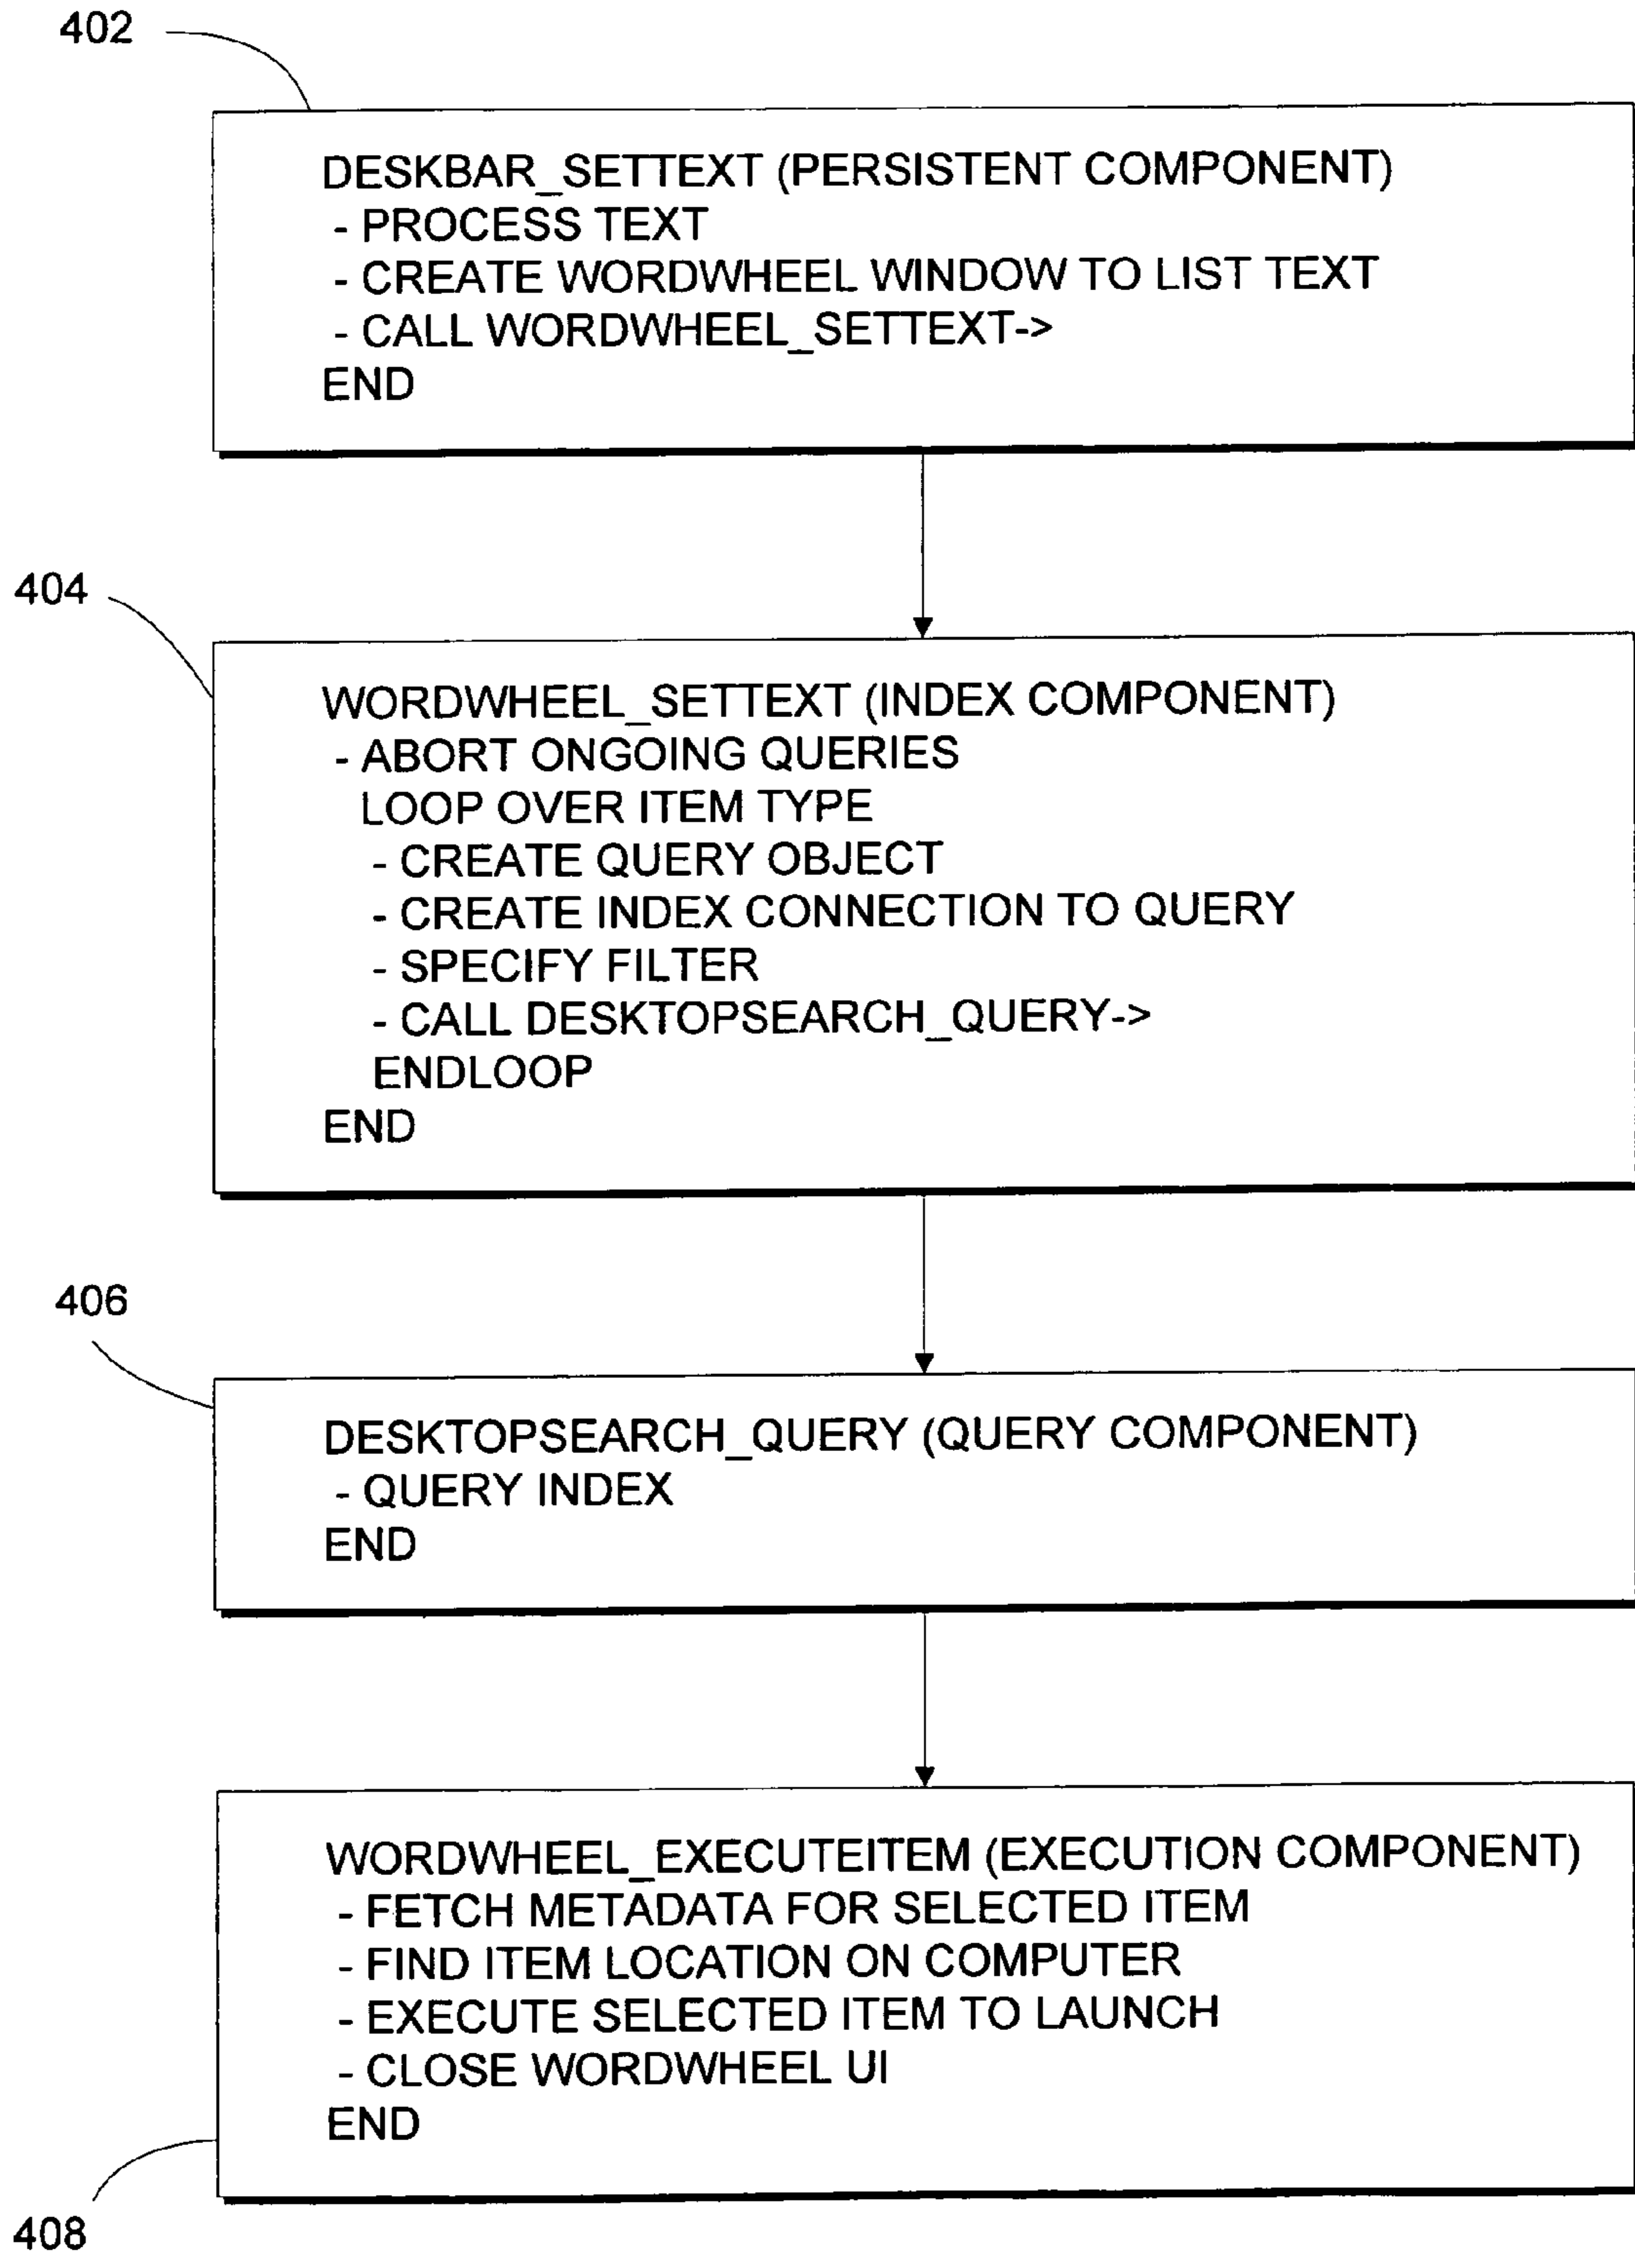 402
DESKBAR_SETTEXT (PERSISTENT COMPONENT)
- PROCESS TEXT
- CREATE WORDWHEEL WINDOW TO LIST TEXT
- CALL WORDWHEEL_SETTEXT->
END
404
WORDWHEEL_SETTEXT (INDEX COMPONENT)
- ABORT ONGOING QUERIES
LOOP OVER ITEM TYPE
- CREATE QUERY OBJECT
- CREATE INDEX CONNECTION TO QUERY
- SPECIFY FILTER
- CALL DESKTOPSEARCH_QUERY->
ENDLOOP
END
406
DESKTOPSEARCH_QUERY (QUERY COMPONENT)
- QUERY INDEX
END
WORDWHEEL_EXECUTEITEM (EXECUTION COMPONENT)
- FETCH METADATA FOR SELECTED ITEM
- FIND ITEM LOCATION ON COMPUTER
- EXECUTE SELECTED ITEM TO LAUNCH
- CLOSE WORDWHEEL UI
END
408